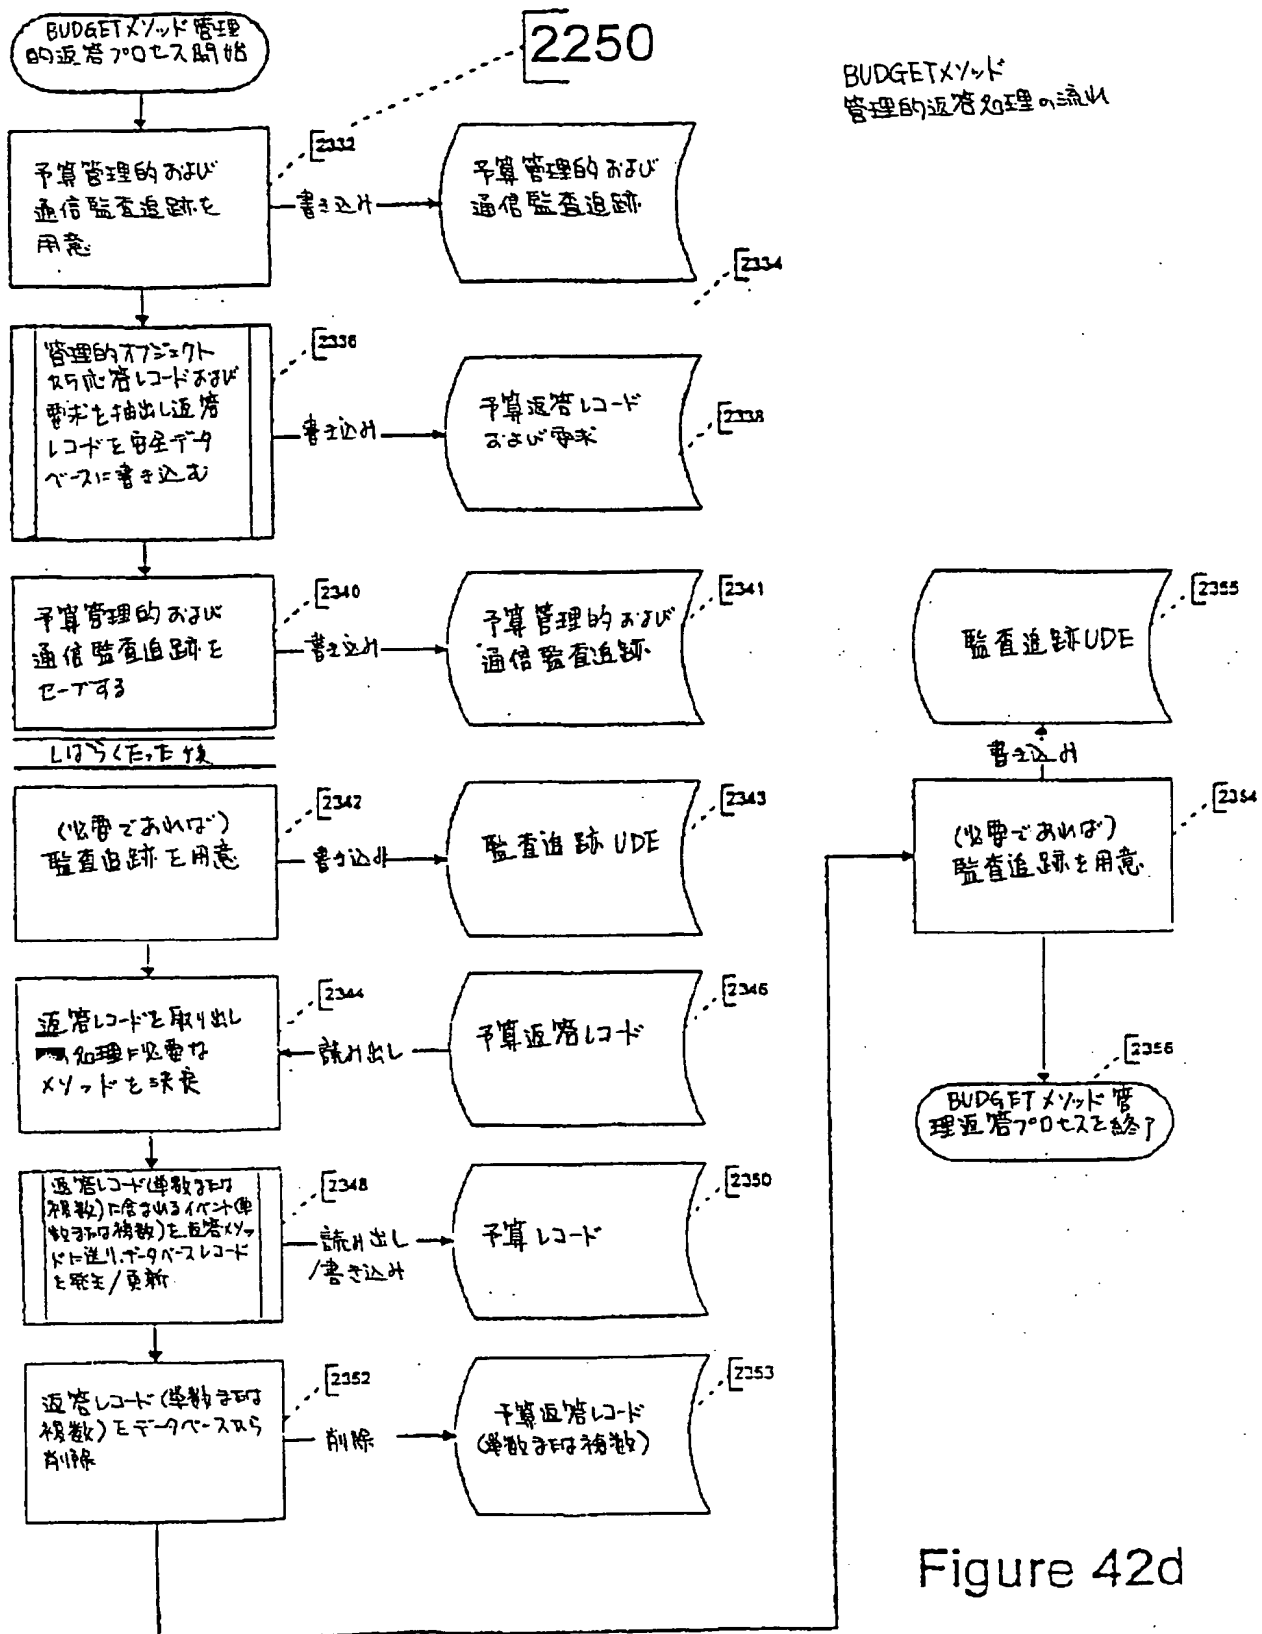 BUDGETメソッド管理
的返答プロセス開始
2250
BUDGETメソッド
管理的返答処理の流れ
予算管理的および
通信監査追跡を
用意
2332
書き込み
予算管理的および
通信監査追跡
2334
管理的オブジェクト
から応答レコードおよび
要求を抽出し返答
レコードを安全データ
ベースに書き込む
2336
書き込み
予算返答レコード
および要求
2338
予算管理的および
通信監査追跡を
セーブする
2340
書き込み
予算管理的および
通信監査追跡
2341
しばらくたった後
(必要であれば)
監査追跡を用意
2342
書き込み
監査追跡 UDE
2343
返答レコードを取り出し
処理に必要な
メソッドを決定
2344
読み出し
予算返答レコード
2346
返答レコード(単数または
複数)に含まれるイベント(単
数または複数)を返答メソッ
ドに送り、データベースレコード
を発生/更新
2348
読み出し
/書き込み
予算レコード
2350
返答レコード(単数または
複数)をデータベースから
削除
2352
削除
予算返答レコード
(単数または複数)
2353
監査追跡UDE
2355
書き込み
(必要であれば)
監査追跡を用意
2354
BUDGETメソッド管
理返答プロセスを終了
2356
Figure 42d